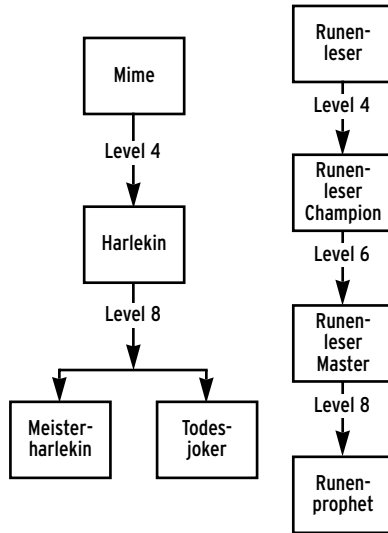 Mime
Level 4
Harlekin
Level 8
Meister-
harlekin
Todes-
joker
Runen-
leser
Level 4
Runen-
leser
Champion
Level 6
Runen-
leser
Master
Level 8
Runen-
prophet